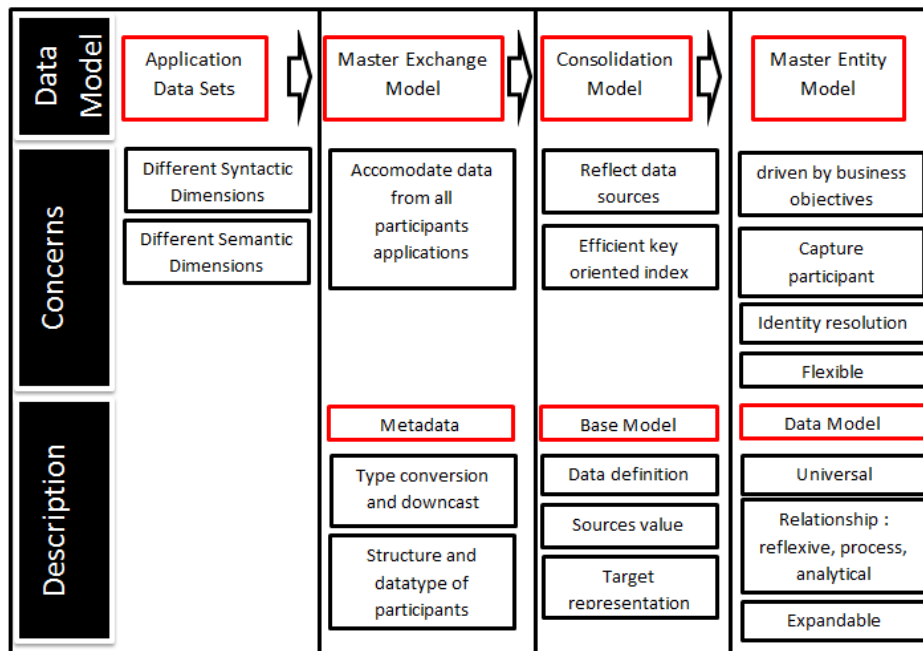 Data
Model
Application
Data Sets
Master Exchange
Model
Consolidation
Model
Master Entity
Model
Concerns
Different Syntactic
Dimensions
Different Semantic
Dimensions
Accomodate data
from all
participants
applications
Reflect data
sources
Efficient key
oriented index
driven by business
objectives
Capture
participant
Identity resolution
Flexible
Description
Metadata
Type conversion
and downcast
Structure and
datatype of
participants
Base Model
Data definition
Sources value
Target
representation
Data Model
Universal
Relationship :
reflexive, process,
analytical
Expandable